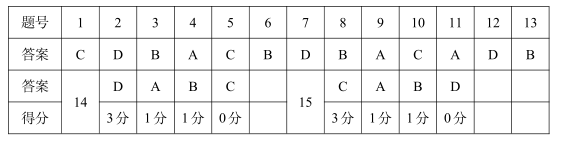 题号 1 2 3 4 5 6 7 8 9 10 11 12 13
答案 C D B A C B D B A C A D B
答案 14 D A B C 15 C A B D
得分 3分 1分 1分 0分 3分 1分 1分 0分